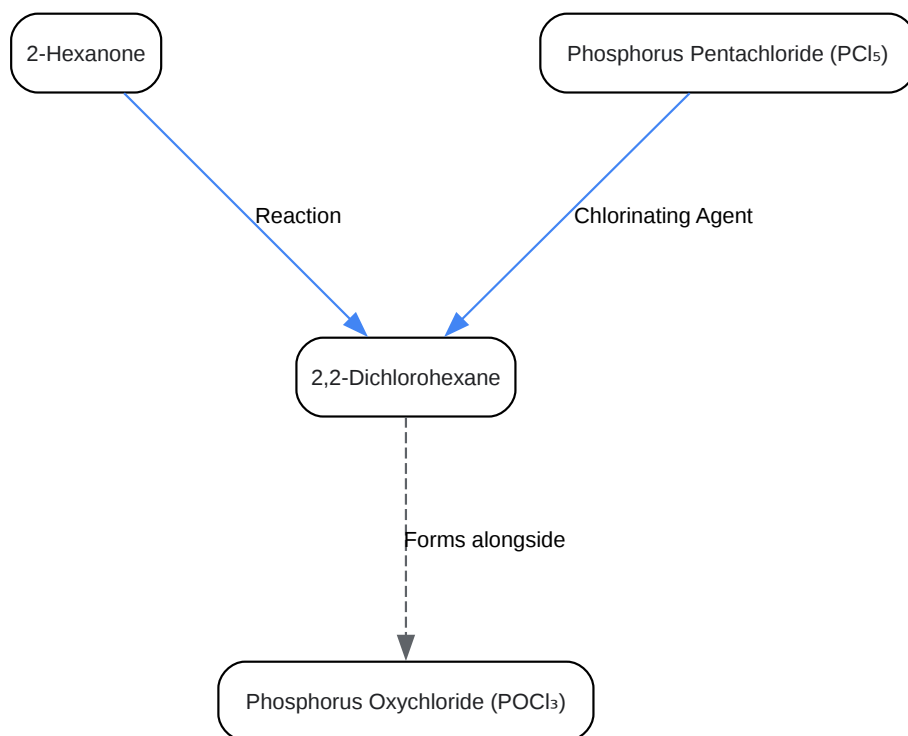 2-Hexanone
Phosphorus Pentachloride (PCl₅)
Reaction
Chlorinating Agent
2,2-Dichlorohexane
Forms alongside
Phosphorus Oxychloride (POCl₃)